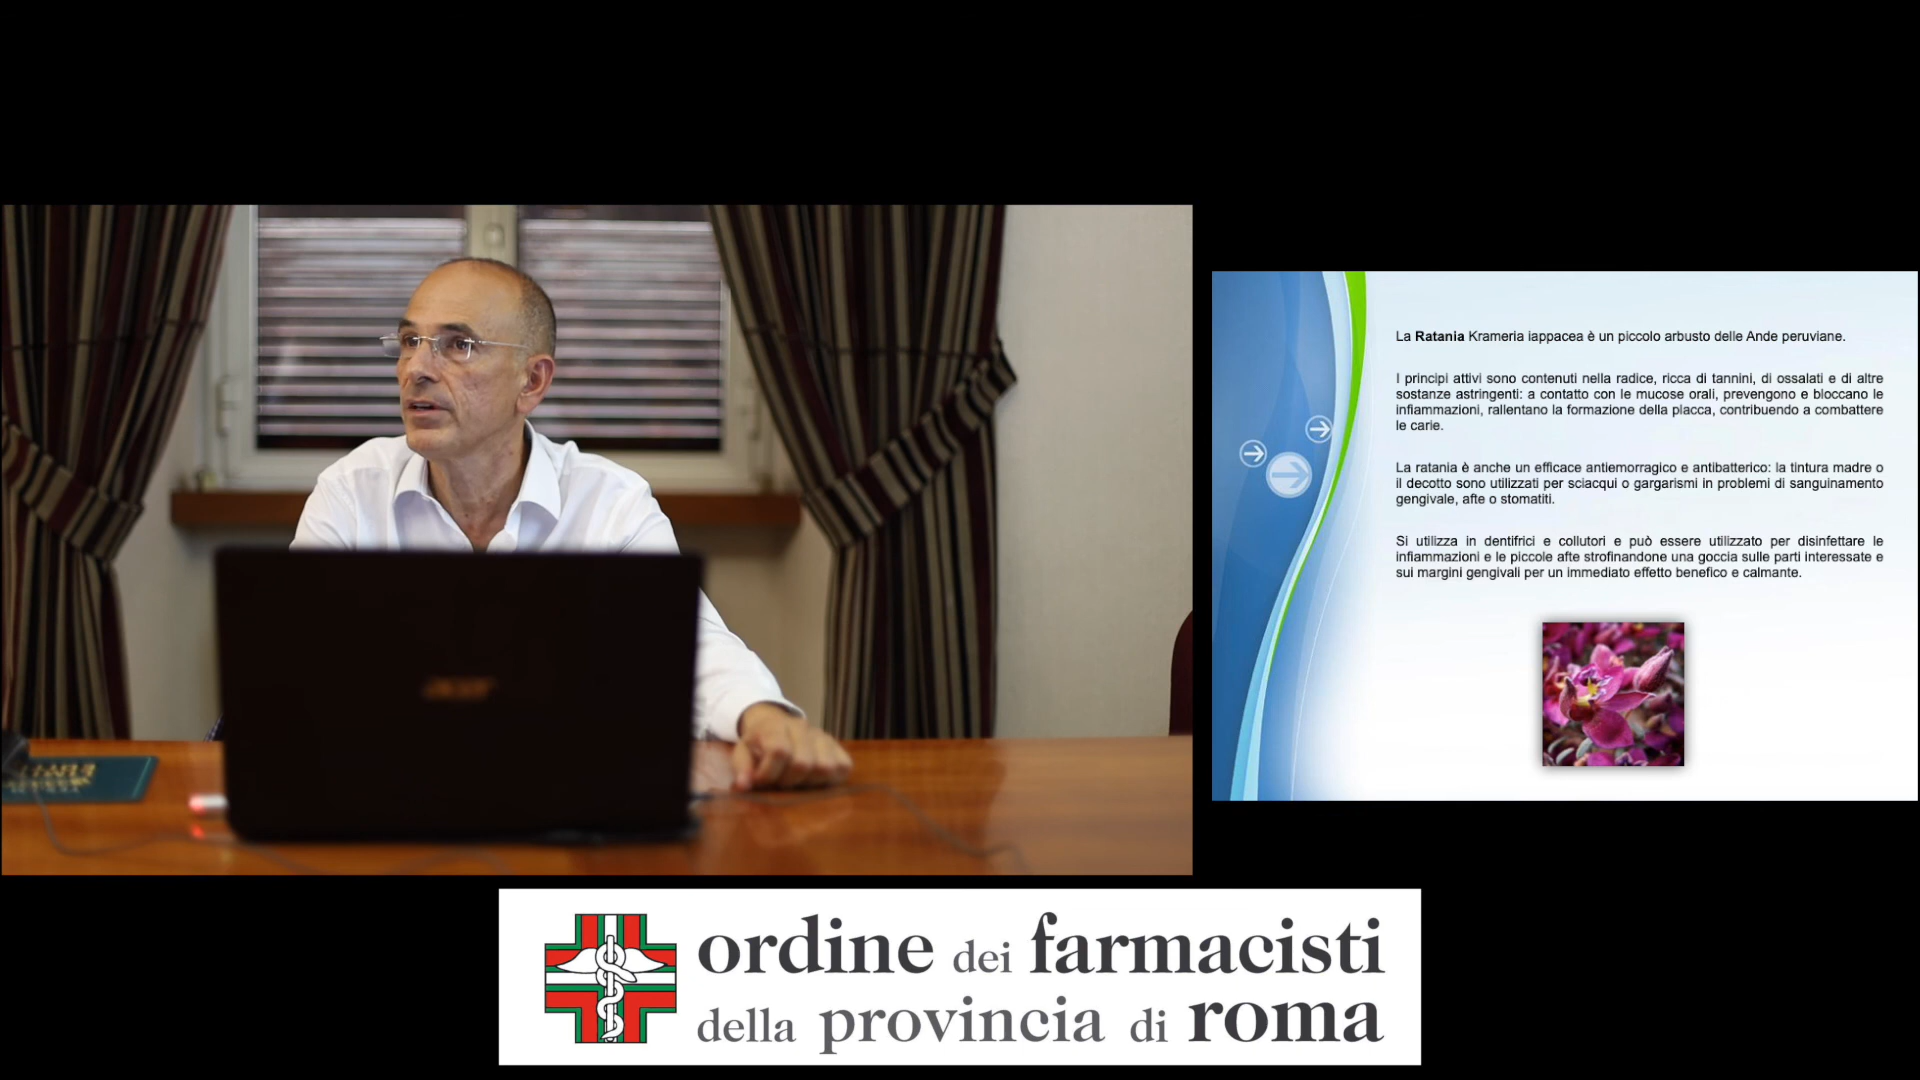 La Ratania Krameria iappacea è un piccolo arbusto delle Ande peruviane.
I principi attivi sono contenuti nella radice, ricca di tannini, di ossalati e di altre
sostanze astringenti: a contatto con le mucose orali, prevengono e bloccano le
infiammazioni, rallentano la formazione della placca, contribuendo a combattere
le carie.
La ratania è anche un efficace antiemorragico e antibatterico: la tintura madre o
il decotto sono utilizzati per sciacqui o gargarismi in problemi di sanguinamento
gengivale, afte o stomatiti.
Si utilizza in dentifrici e collutori e può essere utilizzato per disinfettare le
infiammazioni e le piccole afte strofinandone una goccia sulle parti interessate e
sui margini gengivali per un immediato effetto benefico e calmante.
acer
ordine dei farmacisti
della provincia di roma